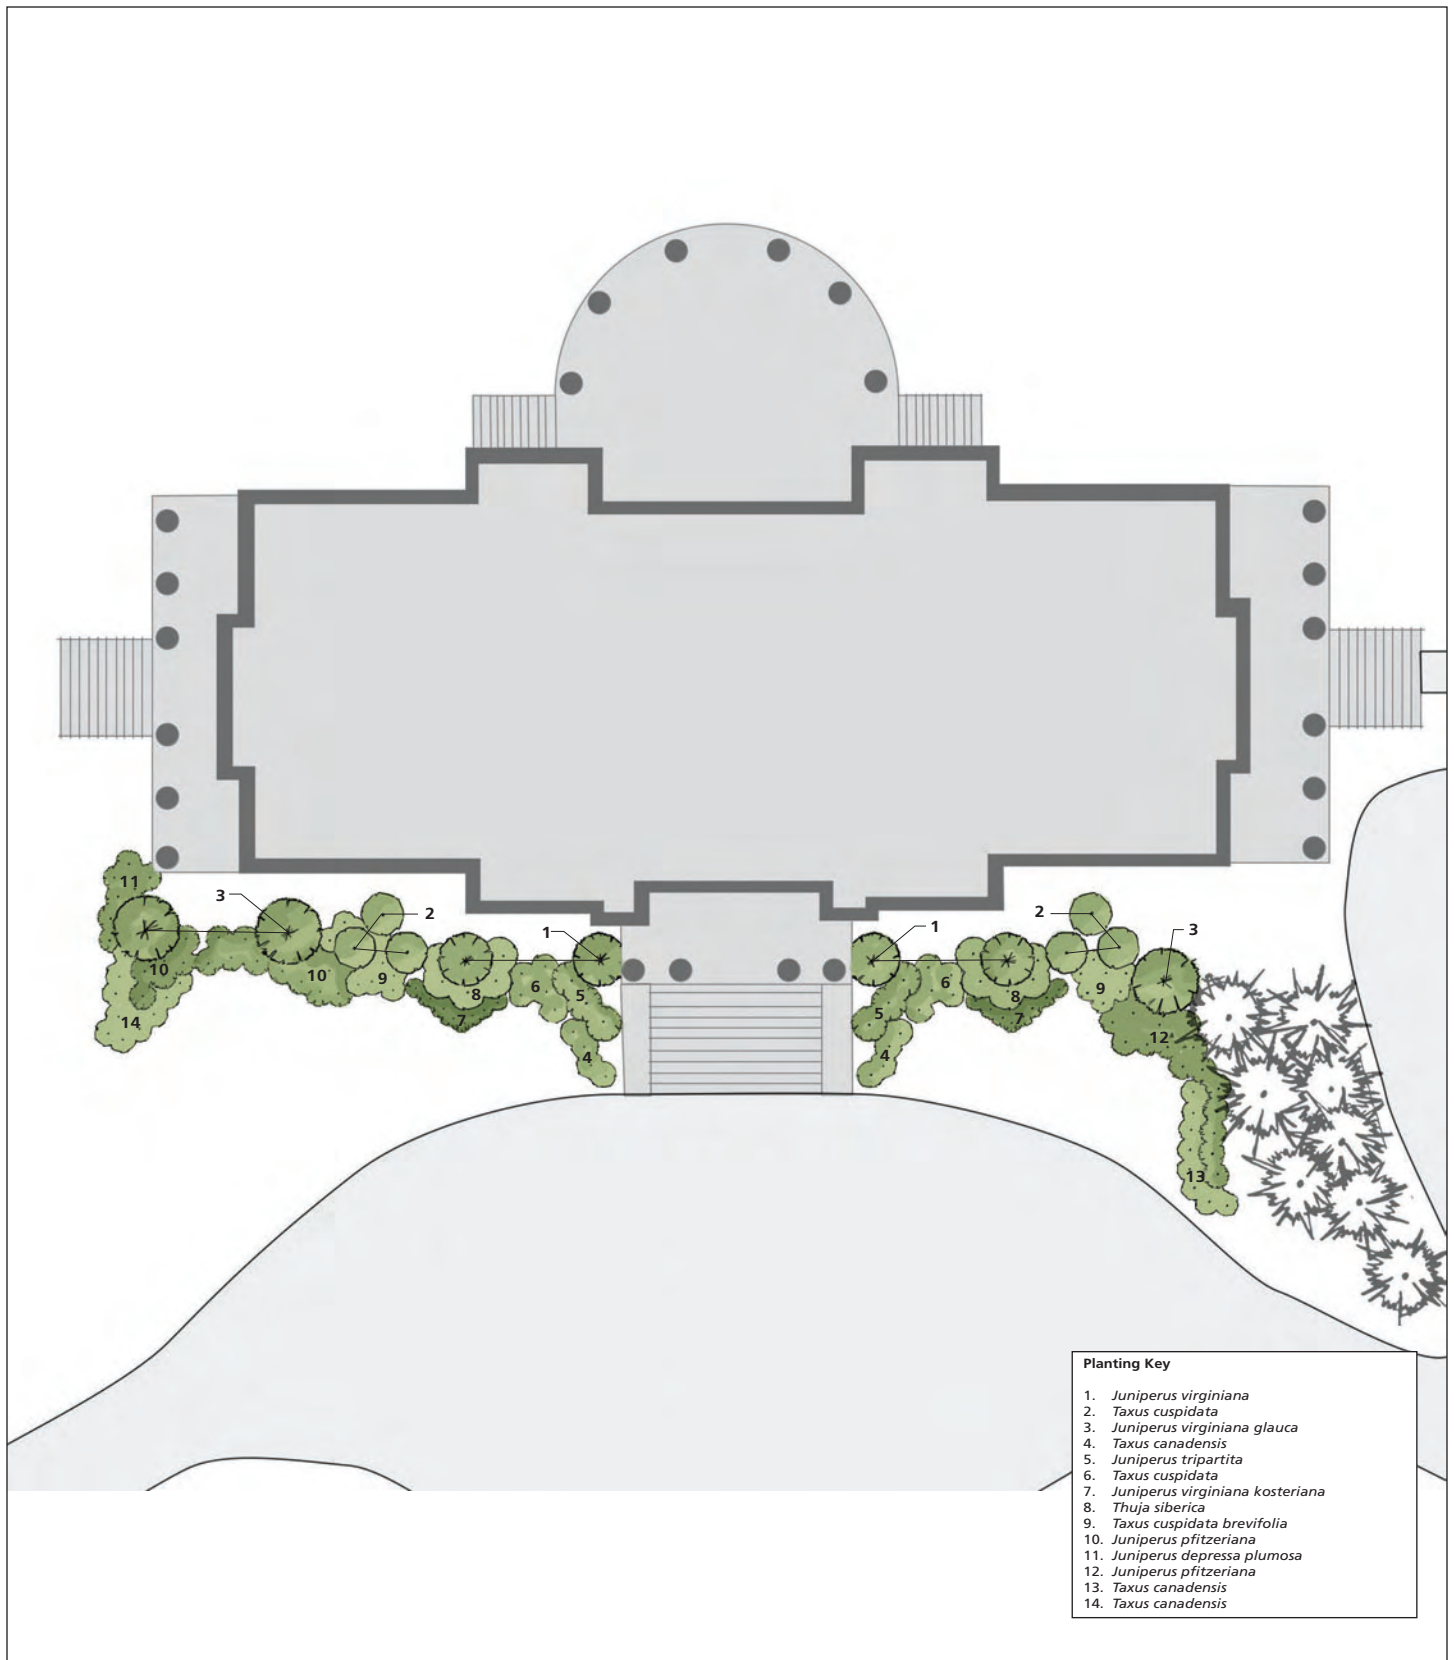 11
3
2
1
1
2
3
10
10
9
8
6
5
7
14
4
6
8
9
5
7
12
4
13
Planting Key
1. Juniperus virginiana
2. Taxus cuspidata
3. Juniperus virginiana glauca
4. Taxus canadensis
5. Juniperus tripartita
6. Taxus cuspidata
7. Juniperus virginiana kosteriana
8. Thuja siberica
9. Taxus cuspidata brevifolia
10. Juniperus pfitzeriana
11. Juniperus depressa plumosa
12. Juniperus pfitzeriana
13. Taxus canadensis
14. Taxus canadensis